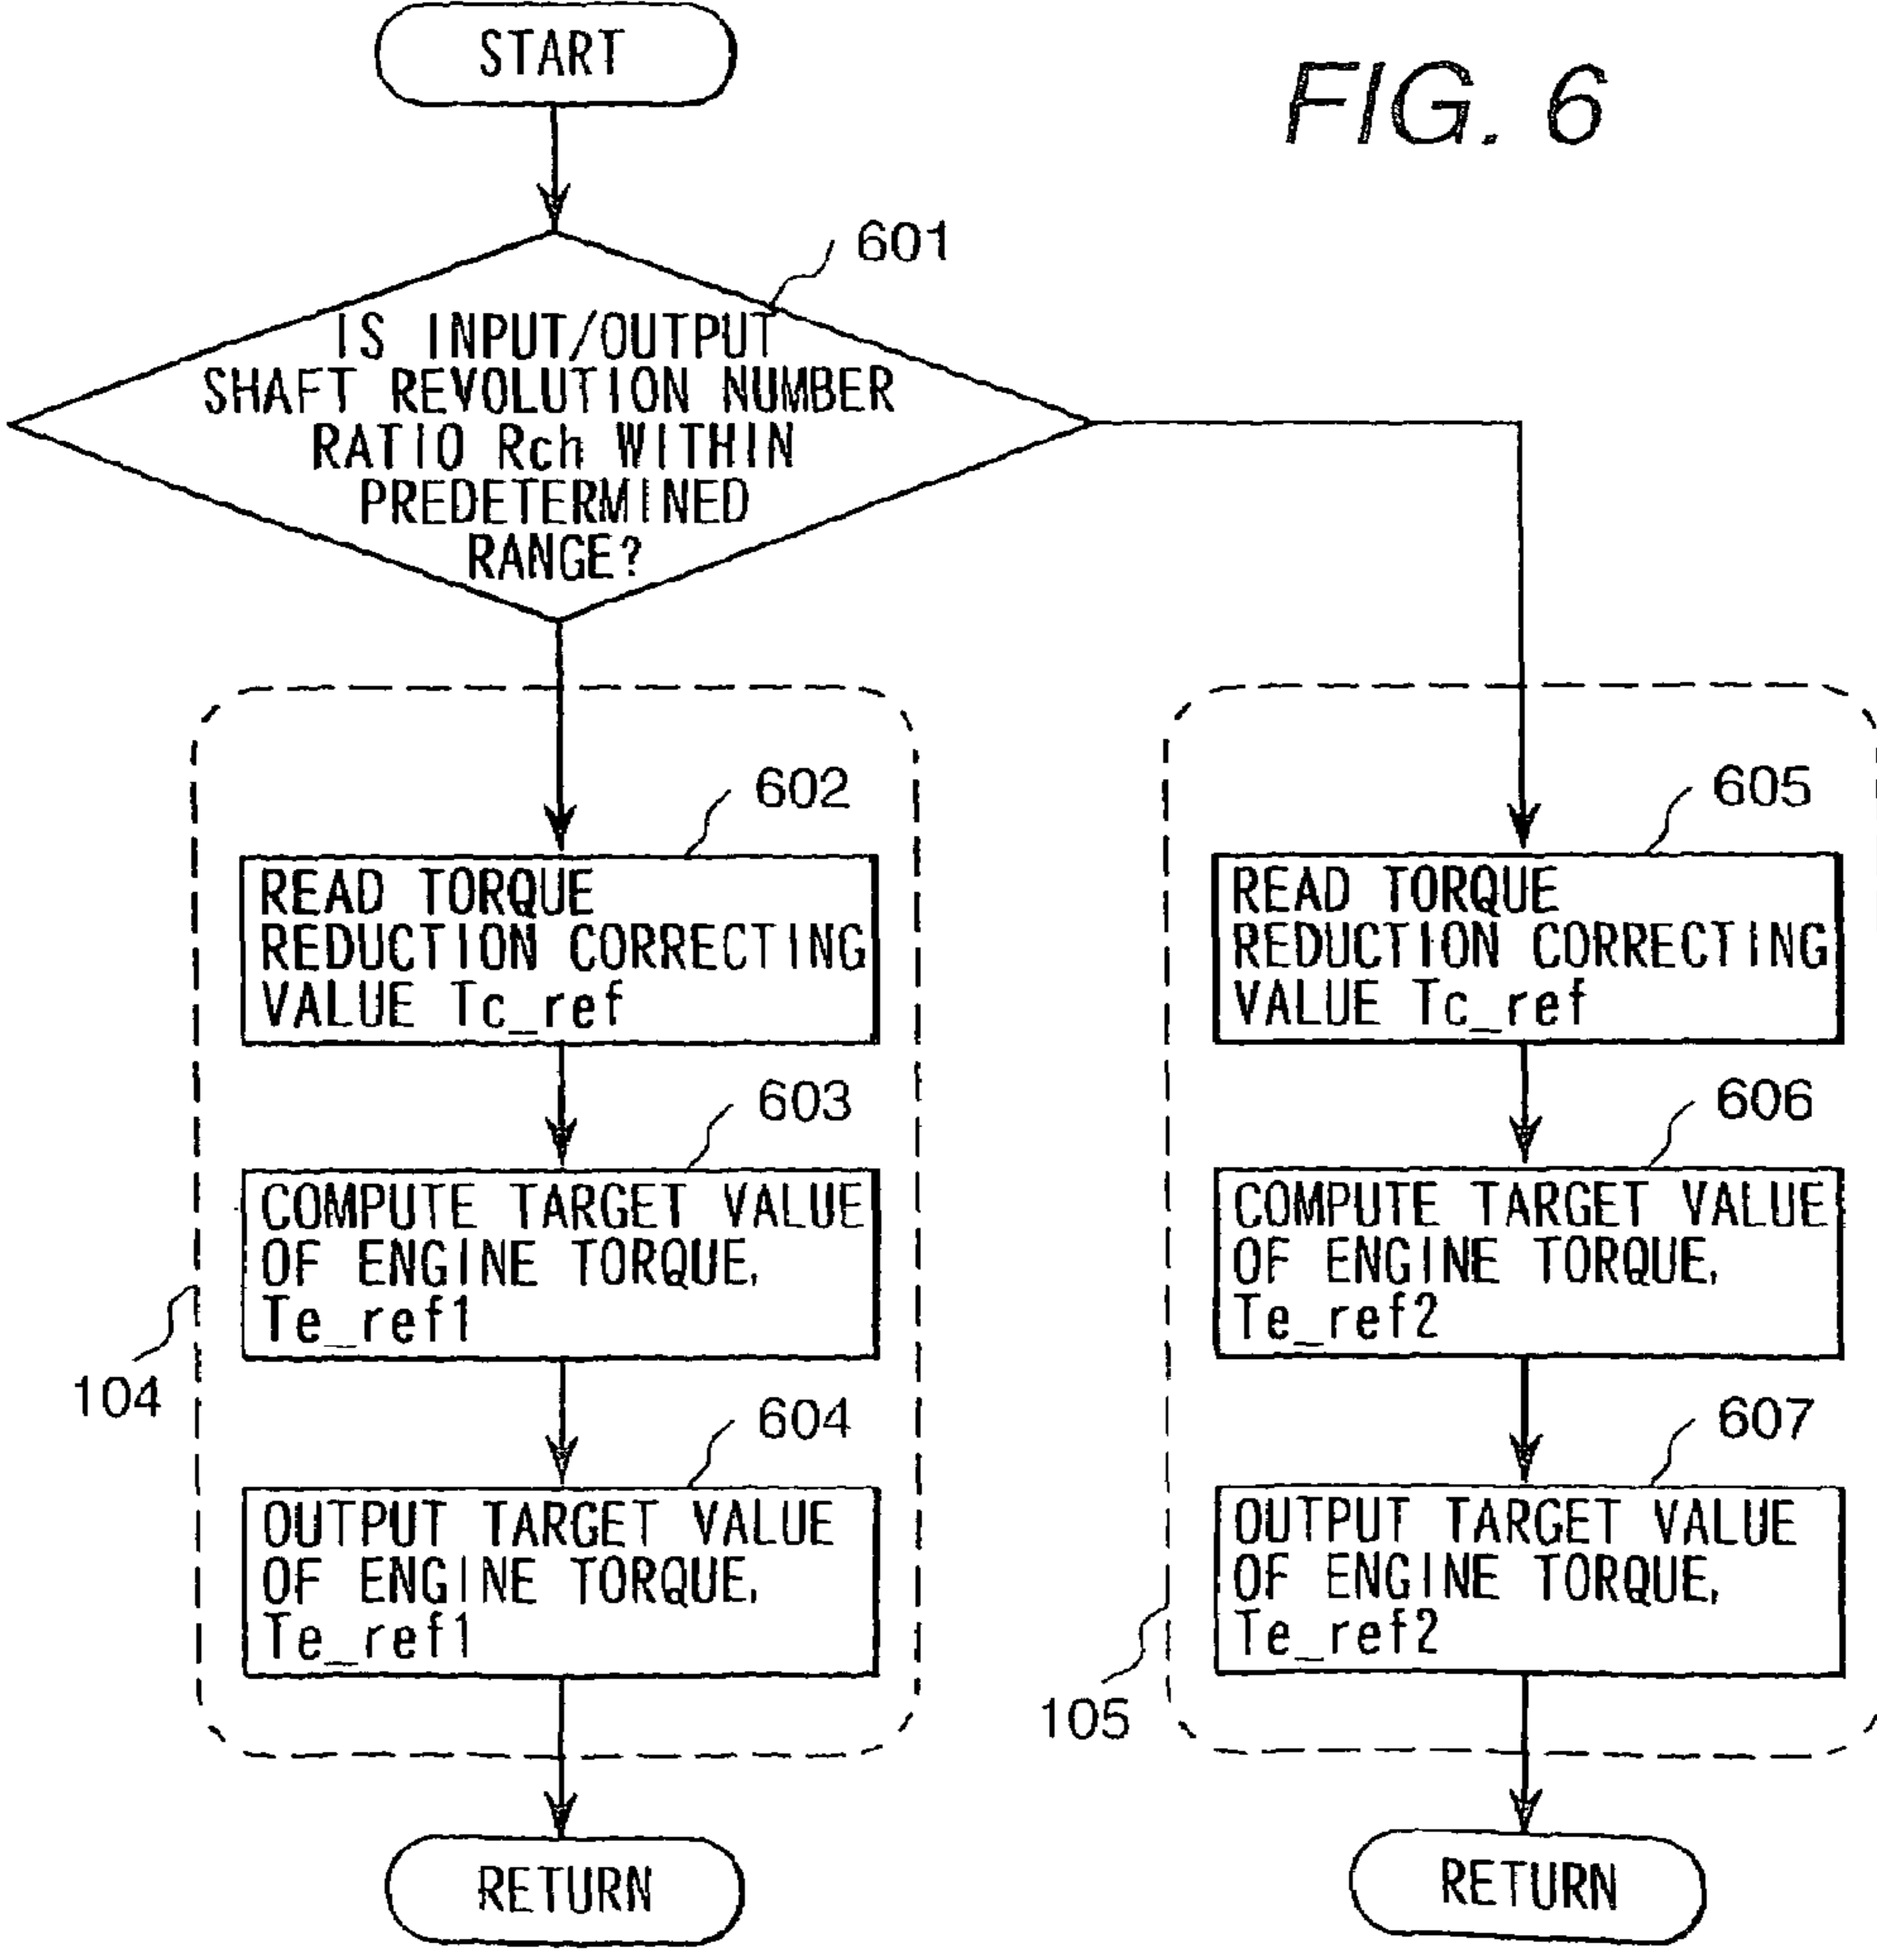 START
FIG. 6
601
IS INPUT/OUTPUT
SHAFT REVOLUTION NUMBER
RATIO Rch WITHIN
PREDETERMINED
RANGE?
602
READ TORQUE
REDUCTION CORRECTING
VALUE Tc_ref
603
COMPUTE TARGET VALUE
OF ENGINE TORQUE,
Te_ref1
104
604
OUTPUT TARGET VALUE
OF ENGINE TORQUE,
Te_ref1
RETURN
605
READ TORQUE
REDUCTION CORRECTING
VALUE Tc_ref
606
COMPUTE TARGET VALUE
OF ENGINE TORQUE,
Te_ref2
607
OUTPUT TARGET VALUE
OF ENGINE TORQUE,
Te_ref2
105
RETURN